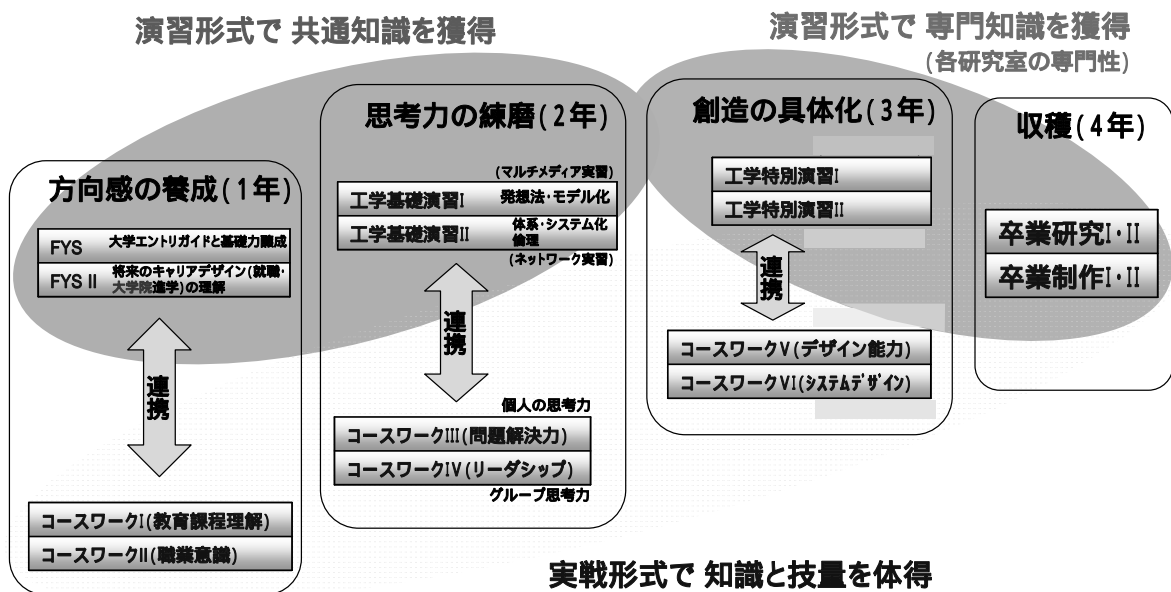 演習形式で 共通知識を獲得
演習形式で 専門知識を獲得
(各研究室の専門性)
方向感の養成(1年)
FYS 大学エントリガイドと基礎力醸成
FYS II 将来のキャリアデザイン(就職・
大学院進学)の理解
連携
コースワークI(教育課程理解)
コースワークII(職業意識)
思考力の練磨(2年)
(マルチメディア実習)
工学基礎演習I 発想法・モデル化
工学基礎演習II 体系・システム化
倫理
(ネットワーク実習)
連携
個人の思考力
コースワークIII(問題解決力)
コースワークIV(リーダシップ)
グループ思考力
創造の具体化(3年)
工学特別演習I
工学特別演習II
連携
コースワークV(デザイン能力)
コースワークVI(システムデザイン)
収穫(4年)
卒業研究I・II
卒業制作I・II
実戦形式で 知識と技量を体得